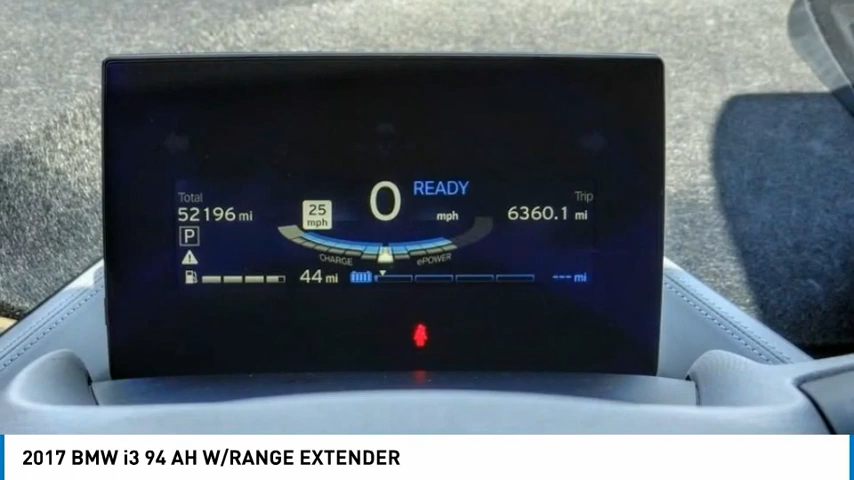 Total
52196 mi
P
25
mph
0
READY
mph
Trip
6360.1 mi
CHARGE
ePOWER
44 mi
--- mi
2017 BMW i3 94 AH W/RANGE EXTENDER